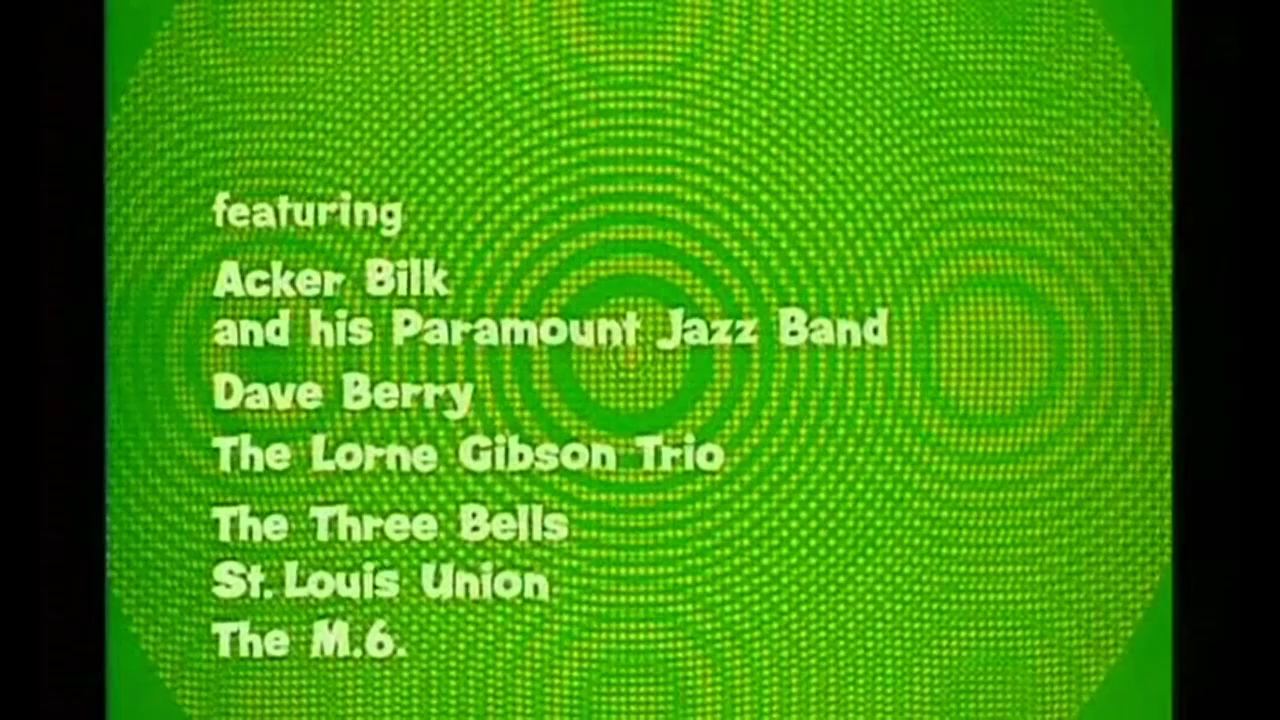 featuring
Acker Bilk
and his Paramount Jazz Band
Dave Berry
The Lorne Gibson Trio
The Three Bells
St. Louis Union
The M.6.